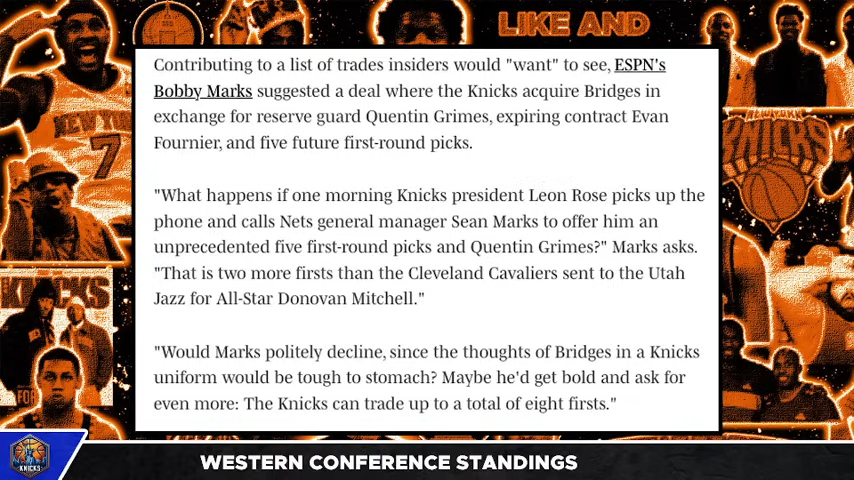 LIKE AND
Contributing to a list of trades insiders would "want" to see, ESPN's
Bobby Marks suggested a deal where the Knicks acquire Bridges in
exchange for reserve guard Quentin Grimes, expiring contract Evan
Fournier, and five future first-round picks.
"What happens if one morning Knicks president Leon Rose picks up the
phone and calls Nets general manager Sean Marks to offer him an
unprecedented five first-round picks and Quentin Grimes?" Marks asks.
"That is two more firsts than the Cleveland Cavaliers sent to the Utah
Jazz for All-Star Donovan Mitchell."
"Would Marks politely decline, since the thoughts of Bridges in a Knicks
uniform would be tough to stomach? Maybe he'd get bold and ask for
even more: The Knicks can trade up to a total of eight firsts."
7
KNICKS
KNICKS
KNICKS
WESTERN CONFERENCE STANDINGS